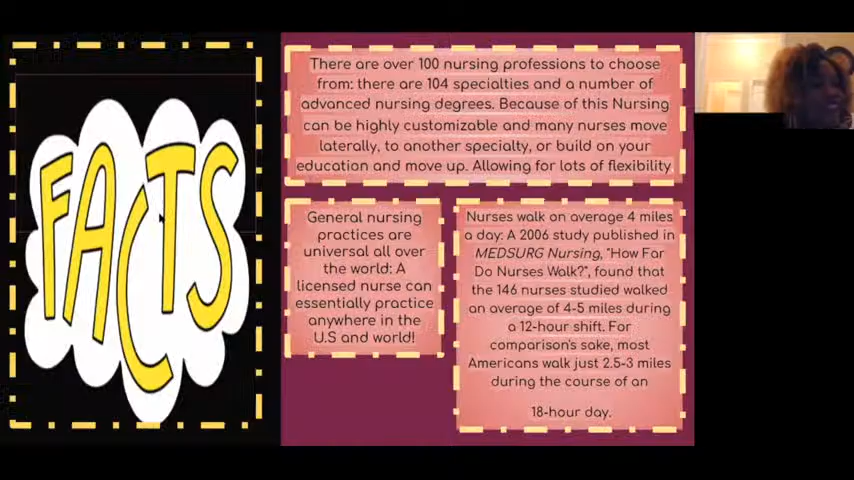 FACTS
There are over 100 nursing professions to choose
from: there are 104 specialties and a number of
advanced nursing degrees. Because of this Nursing
can be highly customizable and many nurses move
laterally, to another specialty, or build on your
education and move up. Allowing for lots of flexibility
General nursing
practices are
universal all over
the world: A
licensed nurse can
essentially practice
anywhere in the
U.S and world!
Nurses walk on average 4 miles
a day: A 2006 study published in
MEDSURG Nursing, "How Far
Do Nurses Walk?", found that
the 146 nurses studied walked
an average of 4-5 miles during
a 12-hour shift. For
comparison's sake, most
Americans walk just 2.5-3 miles
during the course of an
18-hour day.